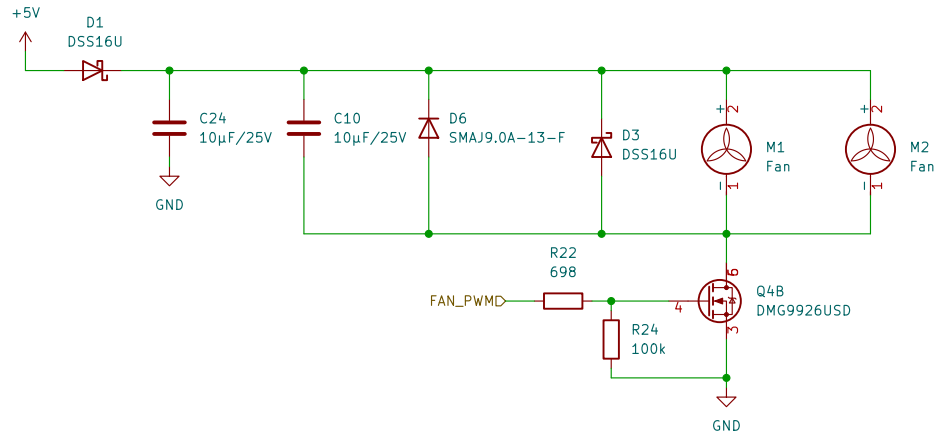 +5V
D1
DSS16U
C24
10µF/25V
GND
C10
10µF/25V
D6
SMAJ9.0A-13-F
D3
DSS16U
+
2
M1
Fan
-
1
+
2
M2
Fan
-
1
R22
698
FAN_PWM
R24
100k
6
4
Q4B
DMG9926USD
3
GND